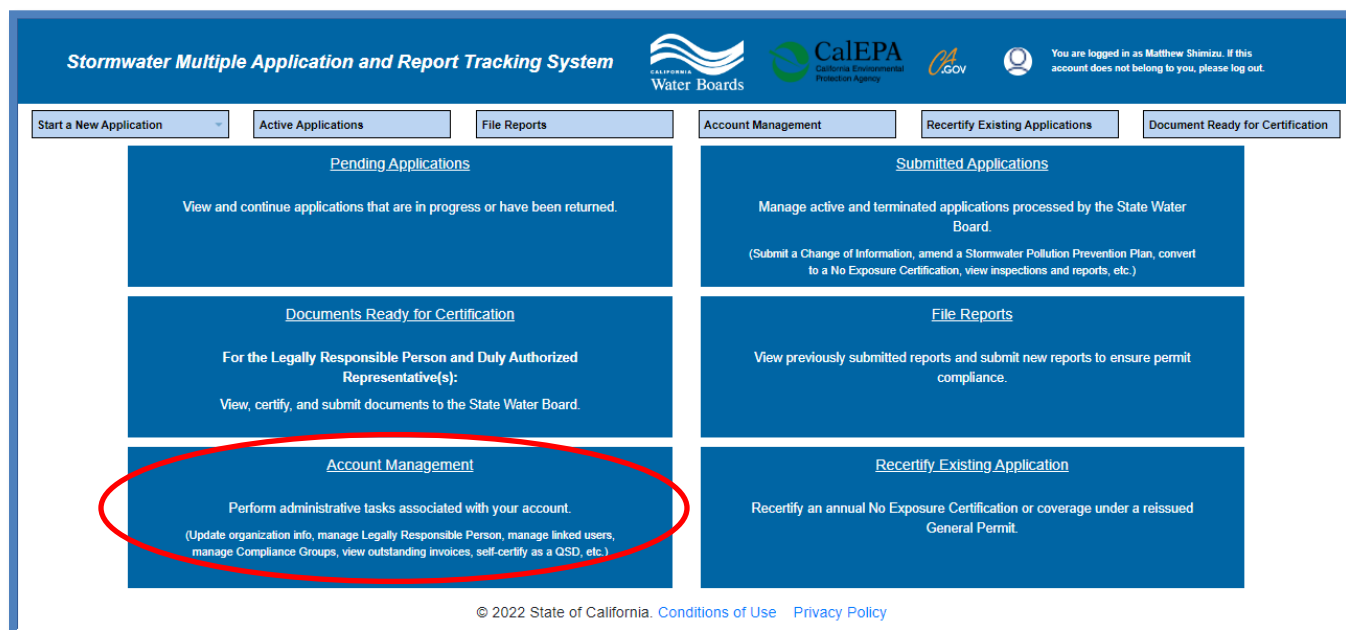 Stormwater Multiple Application and Report Tracking System
CALIFORNIA
Water Boards
CalEPA
California Environmental
Protection Agency
CA
.GOV
You are logged in as Matthew Shimizu. If this
account does not belong to you, please log out.
Start a New Application
Active Applications
File Reports
Account Management
Recertify Existing Applications
Document Ready for Certification
Pending Applications
View and continue applications that are in progress or have been returned.
Submitted Applications
Manage active and terminated applications processed by the State Water
Board.
(Submit a Change of Information, amend a Stormwater Pollution Prevention Plan, convert
to a No Exposure Certification, view inspections and reports, etc.)
Documents Ready for Certification
For the Legally Responsible Person and Duly Authorized
Representative(s):
View, certify, and submit documents to the State Water Board.
File Reports
View previously submitted reports and submit new reports to ensure permit
compliance.
Account Management
Perform administrative tasks associated with your account.
(Update organization info, manage Legally Responsible Person, manage linked users,
manage Compliance Groups, view outstanding invoices, self-certify as a QSD, etc.)
Recertify Existing Application
Recertify an annual No Exposure Certification or coverage under a reissued
General Permit.
© 2022 State of California. Conditions of Use Privacy Policy